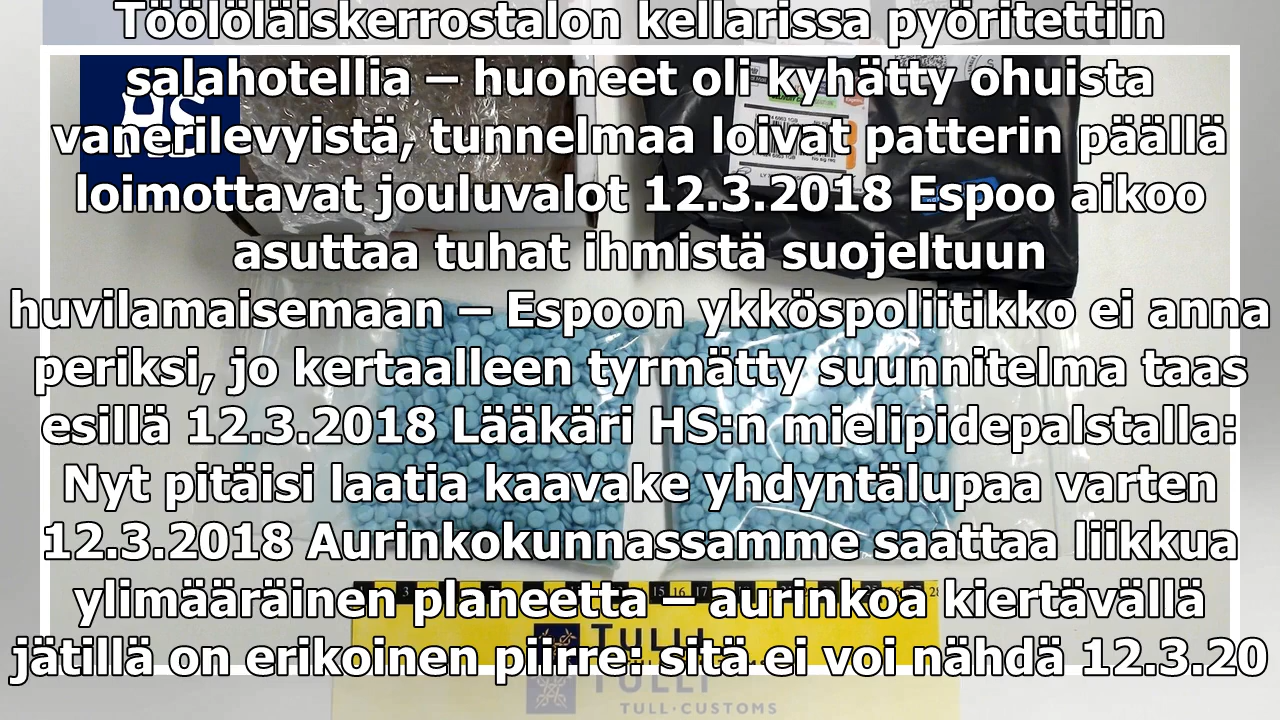 Töölöläiskerrostalon kellarissa pyöritettiin
salahotellia – huoneet oli kyhätty ohuista
vanerilevyistä, tunnelmaa loivat patterin päällä
loimottavat jouluvalot 12.3.2018 Espoo aikoo
asuttaa tuhat ihmistä suojeltuun
huvilamaisemaan – Espoon ykköspoliitikko ei anna
periksi, jo kertaalleen tyrmätty suunnitelma taas
esillä 12.3.2018 Lääkäri HS:n mielipidepalstalla:
Nyt pitäisi laatia kaavake yhdyntälupaa varten
12.3.2018 Aurinkokunnassamme saattaa liikkua
ylimääräinen planeetta – aurinkoa kiertävällä
jätillä on erikoinen piirre: sitä ei voi nähdä 12.3.20
HS
TULLI
TULLI
TULL·CUSTOMS